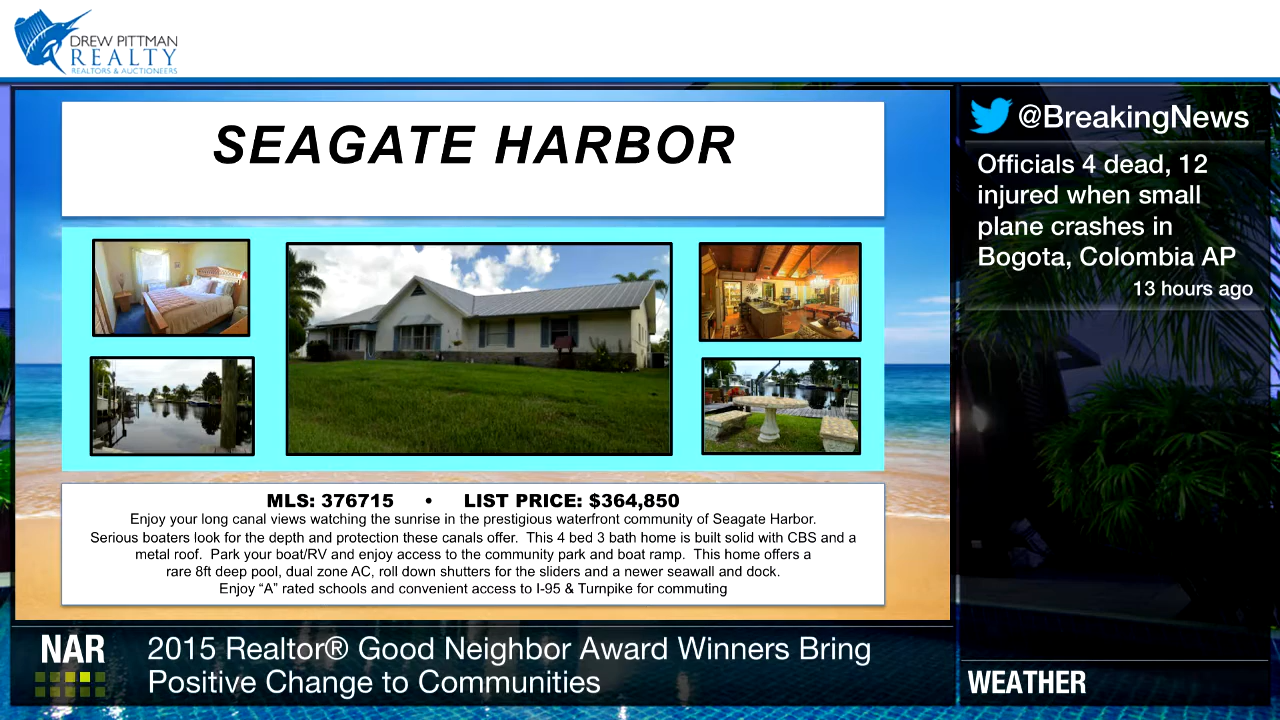 DREW PITTMAN
REALTY
REALTORS & AUCTIONEERS
SEAGATE HARBOR
MLS: 376715 • LIST PRICE: $364,850
Enjoy your long canal views watching the sunrise in the prestigious waterfront community of Seagate Harbor.
Serious boaters look for the depth and protection these canals offer. This 4 bed 3 bath home is built solid with CBS and a
metal roof. Park your boat/RV and enjoy access to the community park and boat ramp. This home offers a
rare 8ft deep pool, dual zone AC, roll down shutters for the sliders and a newer seawall and dock.
Enjoy “A” rated schools and convenient access to I-95 & Turnpike for commuting
@BreakingNews
Officials 4 dead, 12
injured when small
plane crashes in
Bogota, Colombia AP
13 hours ago
NAR
2015 Realtor® Good Neighbor Award Winners Bring
Positive Change to Communities
WEATHER